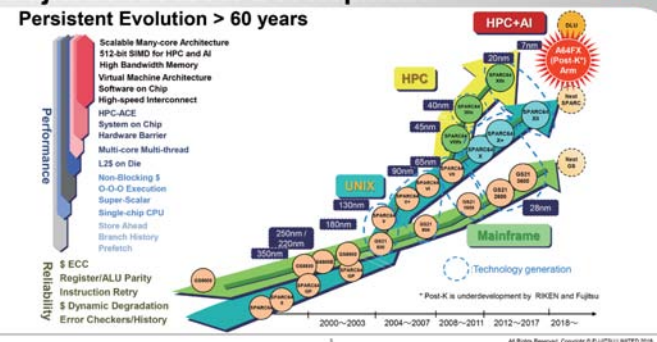 Persistent Evolution > 60 years
HPC+AI
DLU
7nm
A64FX
(Post-K*)
Arm
20nm
Scalable Many-core Architecture
512-bit SIMD for HPC and AI
High Bandwidth Memory
Virtual Machine Architecture
Software on Chip
High-speed Interconnect
HPC-ACE
System on Chip
Hardware Barrier
Multi-core Multi-thread
L2$ on Die
Non-Blocking $
O-O-O Execution
Super-Scalar
Single-chip CPU
Store Ahead
Branch History
Prefetch
Performance
HPC
40nm
45nm
65nm
90nm
UNIX
130nm
180nm
250nm /
220nm
350nm
Next
SPARC
Next
GS
28nm
Mainframe
Technology generation
Reliability
$ ECC
Register/ALU Parity
Instruction Retry
$ Dynamic Degradation
Error Checkers/History
* Post-K is underdevelopment by RIKEN and Fujitsu
2000~2003
2004~2007
2008~2011
2012~2017
2018~